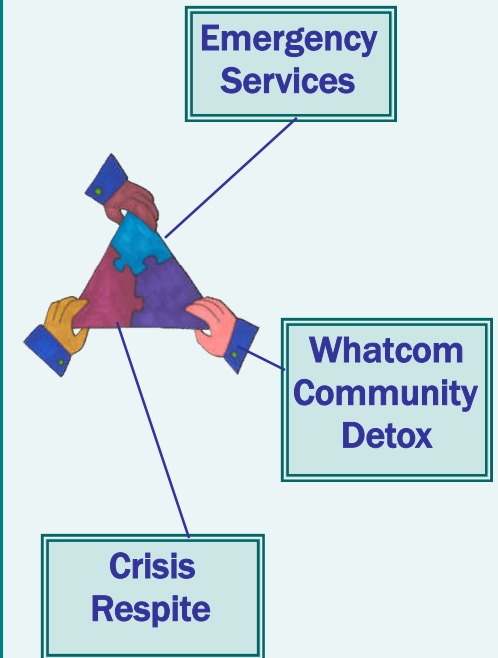 Emergency
Services
Whatcom
Community
Detox
Crisis
Respite